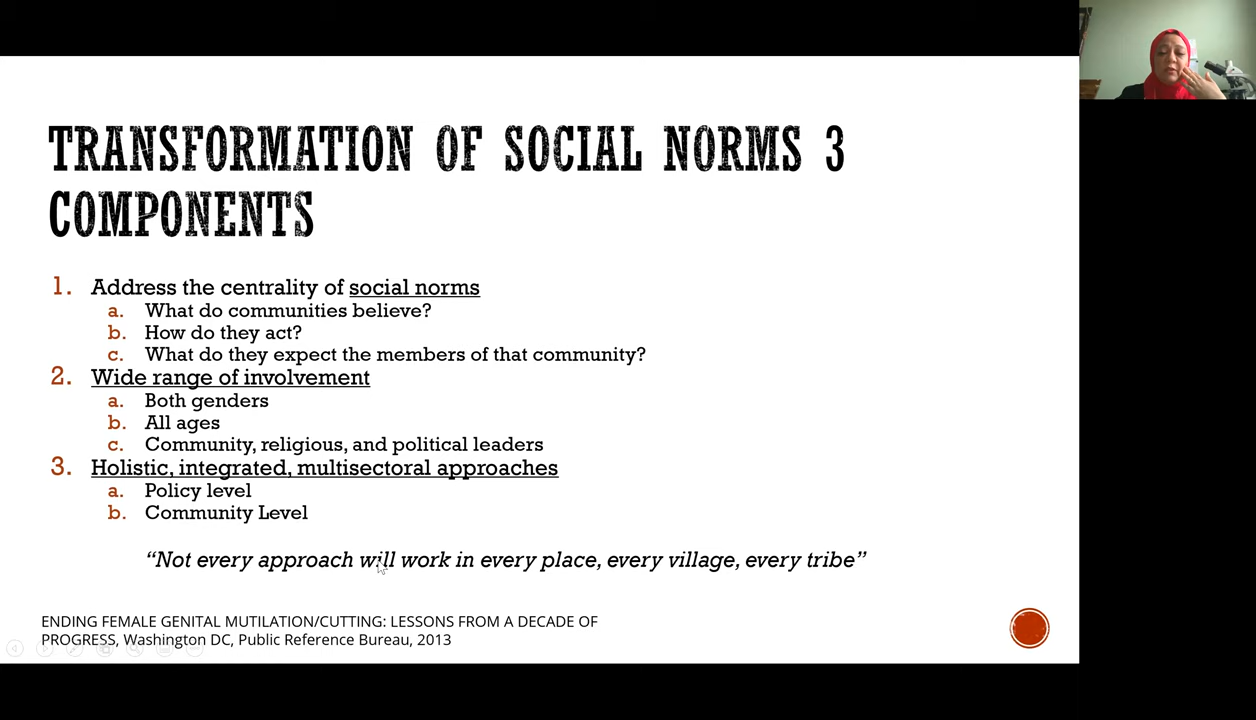 TRANSFORMATION OF SOCIAL NORMS 3
COMPONENTS
1. Address the centrality of social norms
a. What do communities believe?
b. How do they act?
c. What do they expect the members of that community?
2. Wide range of involvement
a. Both genders
b. All ages
c. Community, religious, and political leaders
3. Holistic, integrated, multisectoral approaches
a. Policy level
b. Community Level
“Not every approach will work in every place, every village, every tribe”
ENDING FEMALE GENITAL MUTILATION/CUTTING: LESSONS FROM A DECADE OF
PROGRESS, Washington DC, Public Reference Bureau, 2013